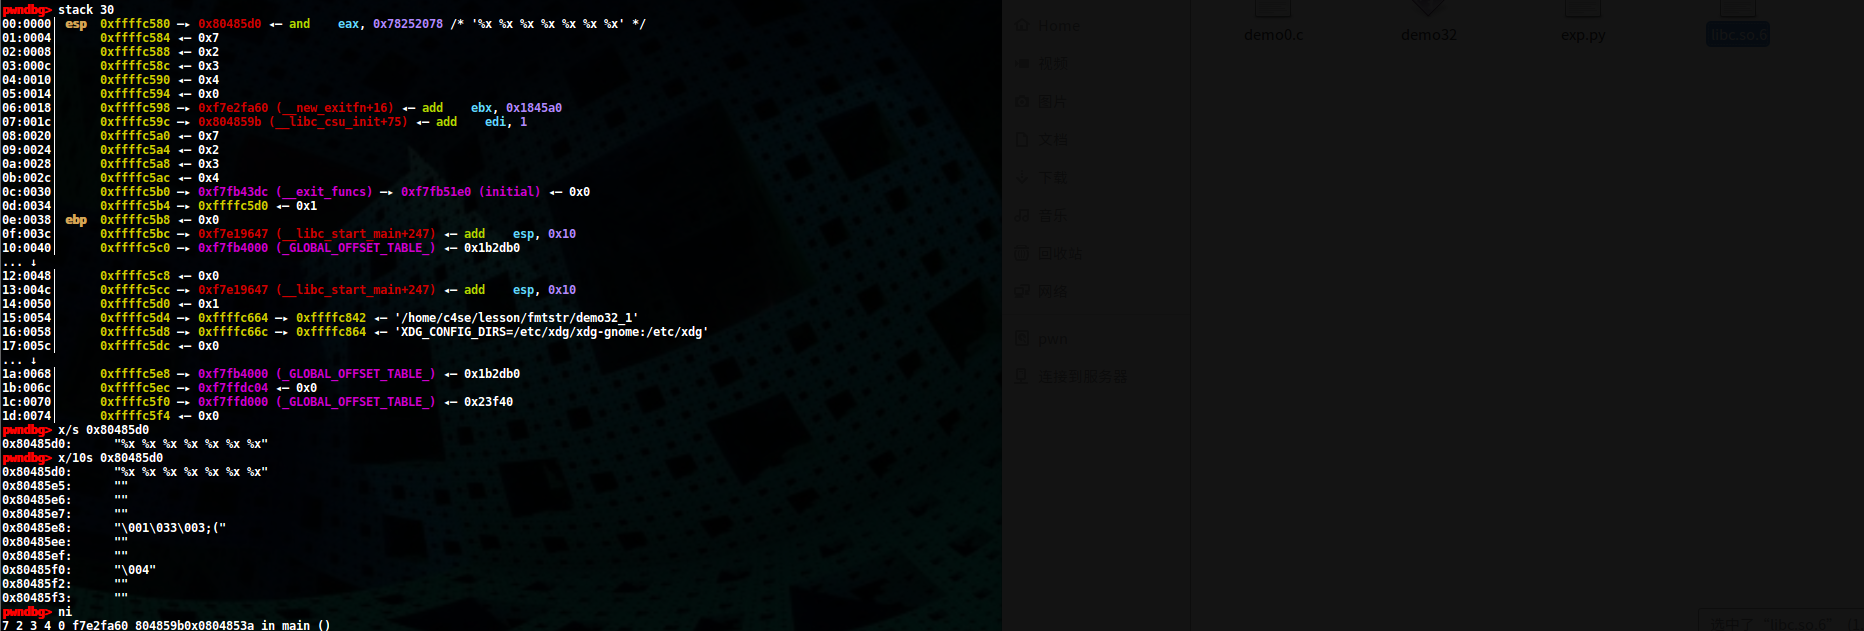 pwndbg> stack 30
00:0000│ esp 0xffffc580 —▸ 0x80485d0 ◂— and eax, 0x78252078 /* '%x %x %x %x %x %x %x' */
01:0004│ 0xffffc584 ◂— 0x7
02:0008│ 0xffffc588 ◂— 0x2
03:000c│ 0xffffc58c ◂— 0x3
04:0010│ 0xffffc590 ◂— 0x4
05:0014│ 0xffffc594 ◂— 0x0
06:0018│ 0xffffc598 —▸ 0xf7e2fa60 (__new_exitfn+16) ◂— add ebx, 0x1845a0
07:001c│ 0xffffc59c —▸ 0x804859b (__libc_csu_init+75) ◂— add edi, 1
08:0020│ 0xffffc5a0 ◂— 0x7
09:0024│ 0xffffc5a4 ◂— 0x2
0a:0028│ 0xffffc5a8 ◂— 0x3
0b:002c│ 0xffffc5ac ◂— 0x4
0c:0030│ 0xffffc5b0 —▸ 0xf7fb43dc (__exit_funcs) —▸ 0xf7fb51e0 (initial) ◂— 0x0
0d:0034│ 0xffffc5b4 —▸ 0xffffc5d0 ◂— 0x1
0e:0038│ ebp 0xffffc5b8 ◂— 0x0
0f:003c│ 0xffffc5bc —▸ 0xf7e19647 (__libc_start_main+247) ◂— add esp, 0x10
10:0040│ 0xffffc5c0 —▸ 0xf7fb4000 (_GLOBAL_OFFSET_TABLE_) ◂— 0x1b2db0
... ↓
12:0048│ 0xffffc5c8 ◂— 0x0
13:004c│ 0xffffc5cc —▸ 0xf7e19647 (__libc_start_main+247) ◂— add esp, 0x10
14:0050│ 0xffffc5d0 ◂— 0x1
15:0054│ 0xffffc5d4 —▸ 0xffffc664 —▸ 0xffffc842 ◂— '/home/c4se/lesson/fmtstr/demo32_1'
16:0058│ 0xffffc5d8 —▸ 0xffffc66c —▸ 0xffffc864 ◂— 'XDG_CONFIG_DIRS=/etc/xdg/xdg-gnome:/etc/xdg'
17:005c│ 0xffffc5dc ◂— 0x0
... ↓
1a:0068│ 0xffffc5e8 —▸ 0xf7fb4000 (_GLOBAL_OFFSET_TABLE_) ◂— 0x1b2db0
1b:006c│ 0xffffc5ec —▸ 0xf7ffdc04 ◂— 0x0
1c:0070│ 0xffffc5f0 —▸ 0xf7ffd000 (_GLOBAL_OFFSET_TABLE_) ◂— 0x23f40
1d:0074│ 0xffffc5f4 ◂— 0x0
pwndbg> x/s 0x80485d0
0x80485d0: "%x %x %x %x %x %x %x"
pwndbg> x/10s 0x80485d0
0x80485d0: "%x %x %x %x %x %x %x"
0x80485e5: ""
0x80485e6: ""
0x80485e7: ""
0x80485e8: "\001\033\003;("
0x80485ee: ""
0x80485ef: ""
0x80485f0: "\004"
0x80485f2: ""
0x80485f3: ""
pwndbg> ni
7 2 3 4 0 f7e2fa60 804859b0x0804853a in main ()
Home
视频
图片
文档
下载
音乐
回收站
网络
pwn
连接到服务器
demo0.c demo32 exp.py libc.so.6
选中了 "libc.so.6"